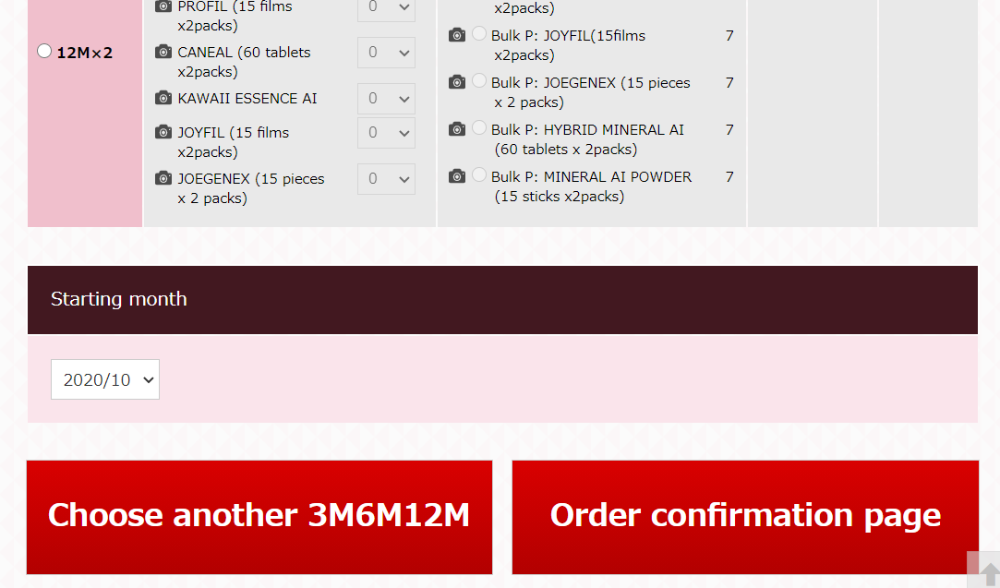 12M×2
PROFIL (15 films
x2packs)
0
CANEAL (60 tablets
x2packs)
0
KAWAII ESSENCE AI
0
JOYFIL (15 films
x2packs)
0
JOEGENEX (15 pieces
x 2 packs)
0
x2packs)
Bulk P: JOYFIL(15films
x2packs)
7
Bulk P: JOEGENEX (15 pieces
x 2 packs)
7
Bulk P: HYBRID MINERAL AI
(60 tablets x 2packs)
7
Bulk P: MINERAL AI POWDER
(15 sticks x2packs)
7
Starting month
2020/10
Choose another 3M6M12M
Order confirmation page